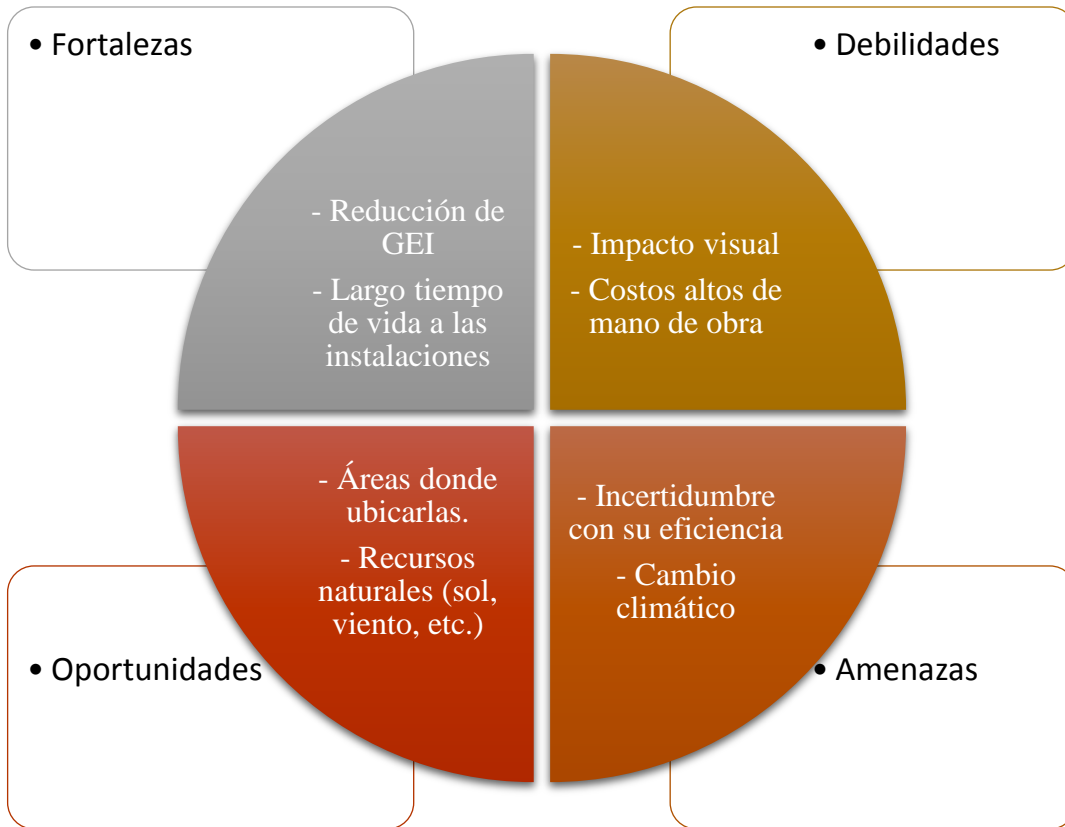 • Fortalezas
- Reducción de
GEI
- Largo tiempo
de vida a las
instalaciones
• Debilidades
- Impacto visual
- Costos altos de
mano de obra
• Oportunidades
- Áreas donde
ubicarlas.
- Recursos
naturales (sol,
viento, etc.)
• Amenazas
- Incertidumbre
con su eficiencia
- Cambio
climático